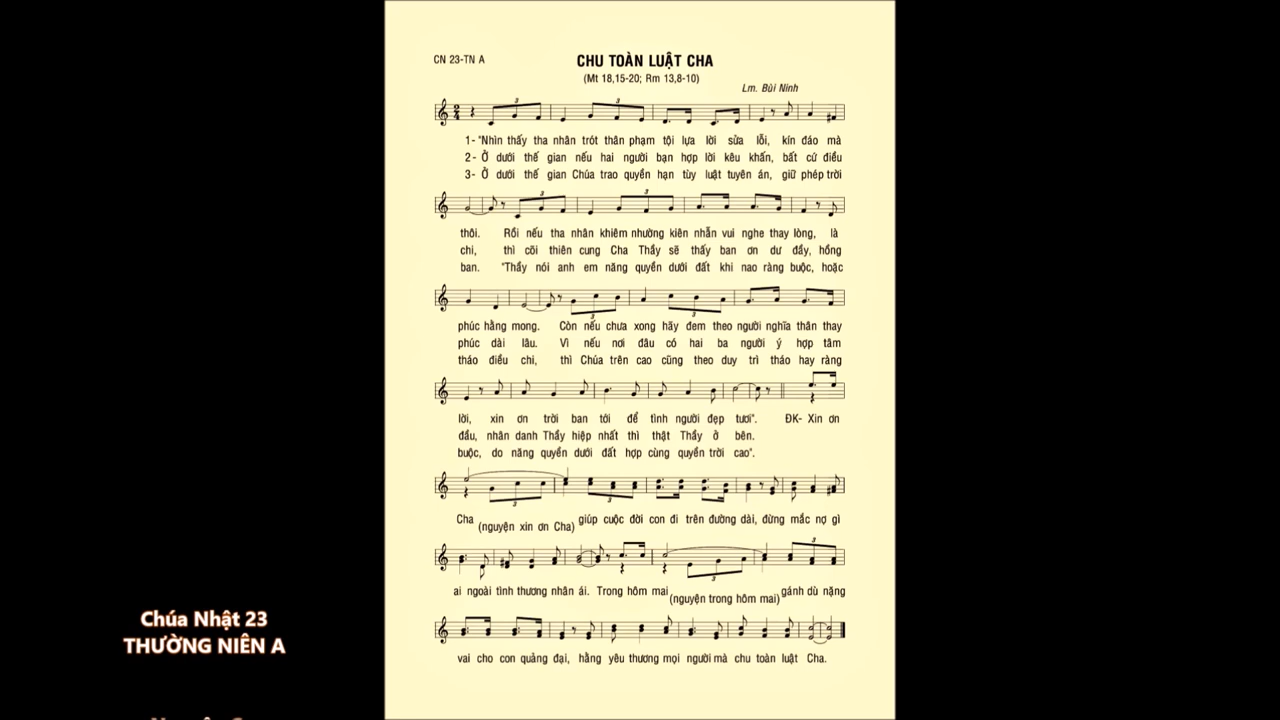 CN 23-TN A
CHU TOÀN LUẬT CHA
(Mt 18,15-20; Rm 13,8-10)
Lm. Bùi Ninh
1- "Nhìn thấy tha nhân trót thân phạm tội lựa lời sửa lỗi, kín đáo mà
2- Ở dưới thế gian nếu hai người bạn hợp lời kêu khấn, bất cứ điều
3- Ở dưới thế gian Chúa trao quyền hạn tùy luật tuyên án, giữ phép trời
thôi. Rồi nếu tha nhân khiêm nhường kiên nhẫn vui nghe thay lòng, là
chi, thì cõi thiên cung Cha Thầy sẽ thấy ban ơn dư đầy, hồng
ban. "Thầy nói anh em năng quyền dưới đất khi nao ràng buộc, hoặc
phúc hằng mong. Còn nếu chưa xong hãy đem theo người nghĩa thân thay
phúc dài lâu. Vì nếu nơi đâu có hai ba người ý hợp tâm
tháo điều chi, thì Chúa trên cao cũng theo duy trì tháo hay ràng
lời, xin ơn trời ban tới để tình người đẹp tươi". ĐK- Xin ơn
đầu, nhân danh Thầy hiệp nhất thì thật Thầy ở bên.
buộc, do năng quyền dưới đất hợp cùng quyền trời cao".
Cha (nguyện xin ơn Cha) giúp cuộc đời con đi trên đường dài, đừng mắc nợ gì
ai ngoài tình thương nhân ái. Trong hôm mai (nguyện trong hôm mai) gánh dù nặng
vai cho con quảng đại, hằng yêu thương mọi người mà chu toàn luật Cha.
Chúa Nhật 23
THƯỜNG NIÊN A